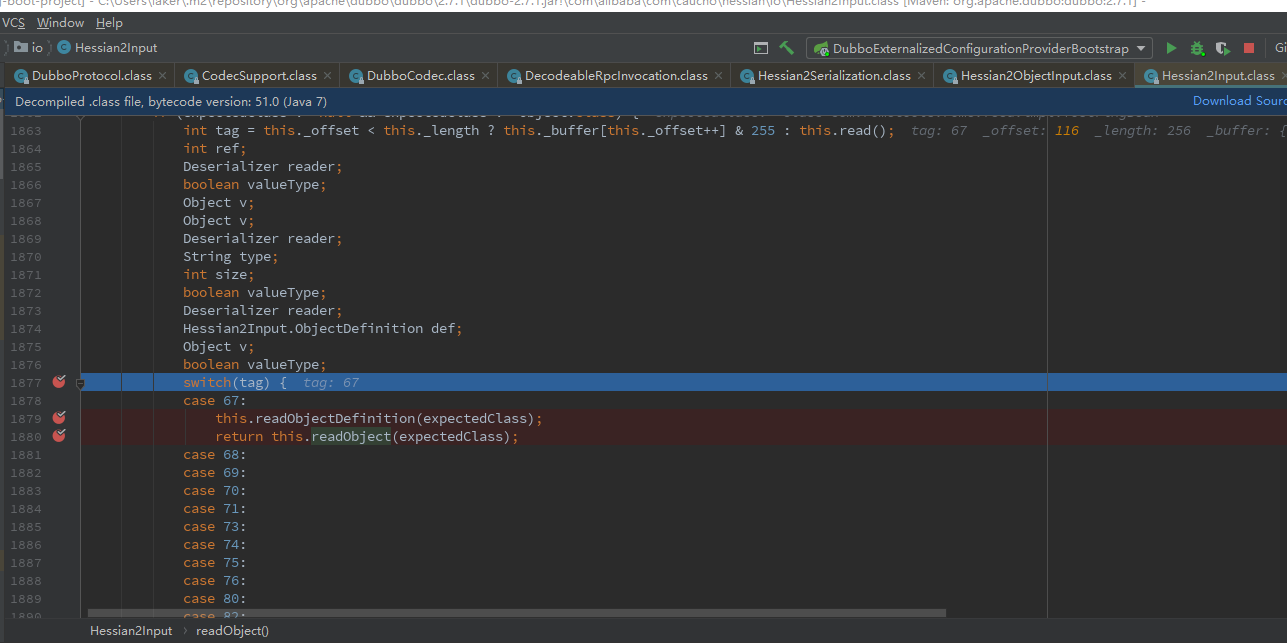 -boot-project] - C:\Users\laker\.m2\repository\org\apache\dubbo\dubbo\2.7.1\dubbo-2.7.1.jar!\com\alibaba\com\caucho\hessian\io\Hessian2Input.class [Maven: org.apache.dubbo:dubbo:2.7.1] -
VCS Window Help
io Hessian2Input DubboExternalizedConfigurationProviderBootstrap
DubboProtocol.class CodecSupport.class DubboCodec.class DecodeableRpcInvocation.class Hessian2Serialization.class Hessian2ObjectInput.class Hessian2Input.class
Decompiled .class file, bytecode version: 51.0 (Java 7) Download Sour
1863 int tag = this._offset < this._length ? this._buffer[this._offset++] & 255 : this.read(); tag: 67 _offset: 116 _length: 256 _buffer: {
1864 int ref;
1865 Deserializer reader;
1866 boolean valueType;
1867 Object v;
1868 Object v;
1869 Deserializer reader;
1870 String type;
1871 int size;
1872 boolean valueType;
1873 Deserializer reader;
1874 Hessian2Input.ObjectDefinition def;
1875 Object v;
1876 boolean valueType;
1877 switch(tag) { tag: 67
1878 case 67:
1879 this.readObjectDefinition(expectedClass);
1880 return this.readObject(expectedClass);
1881 case 68:
1882 case 69:
1883 case 70:
1884 case 71:
1885 case 73:
1886 case 74:
1887 case 75:
1888 case 76:
1889 case 80:
1890 case 82:
Hessian2Input readObject()